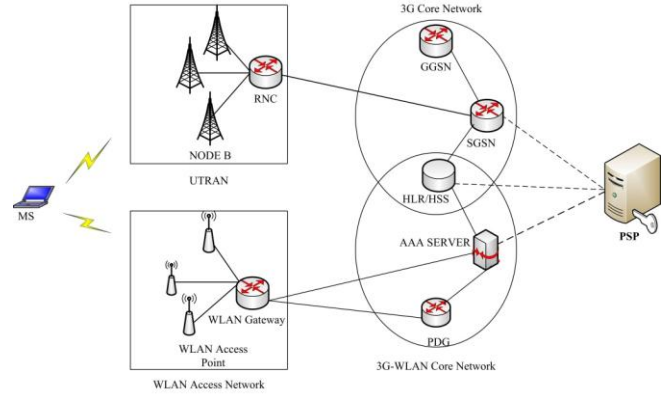 3G Core Network
GGSN
RNC
SGSN
NODE B
UTRAN
HLR/HSS
MS
PSP
AAA SERVER
WLAN Gateway
WLAN Access
Point
PDG
WLAN Access Network
3G-WLAN Core Network